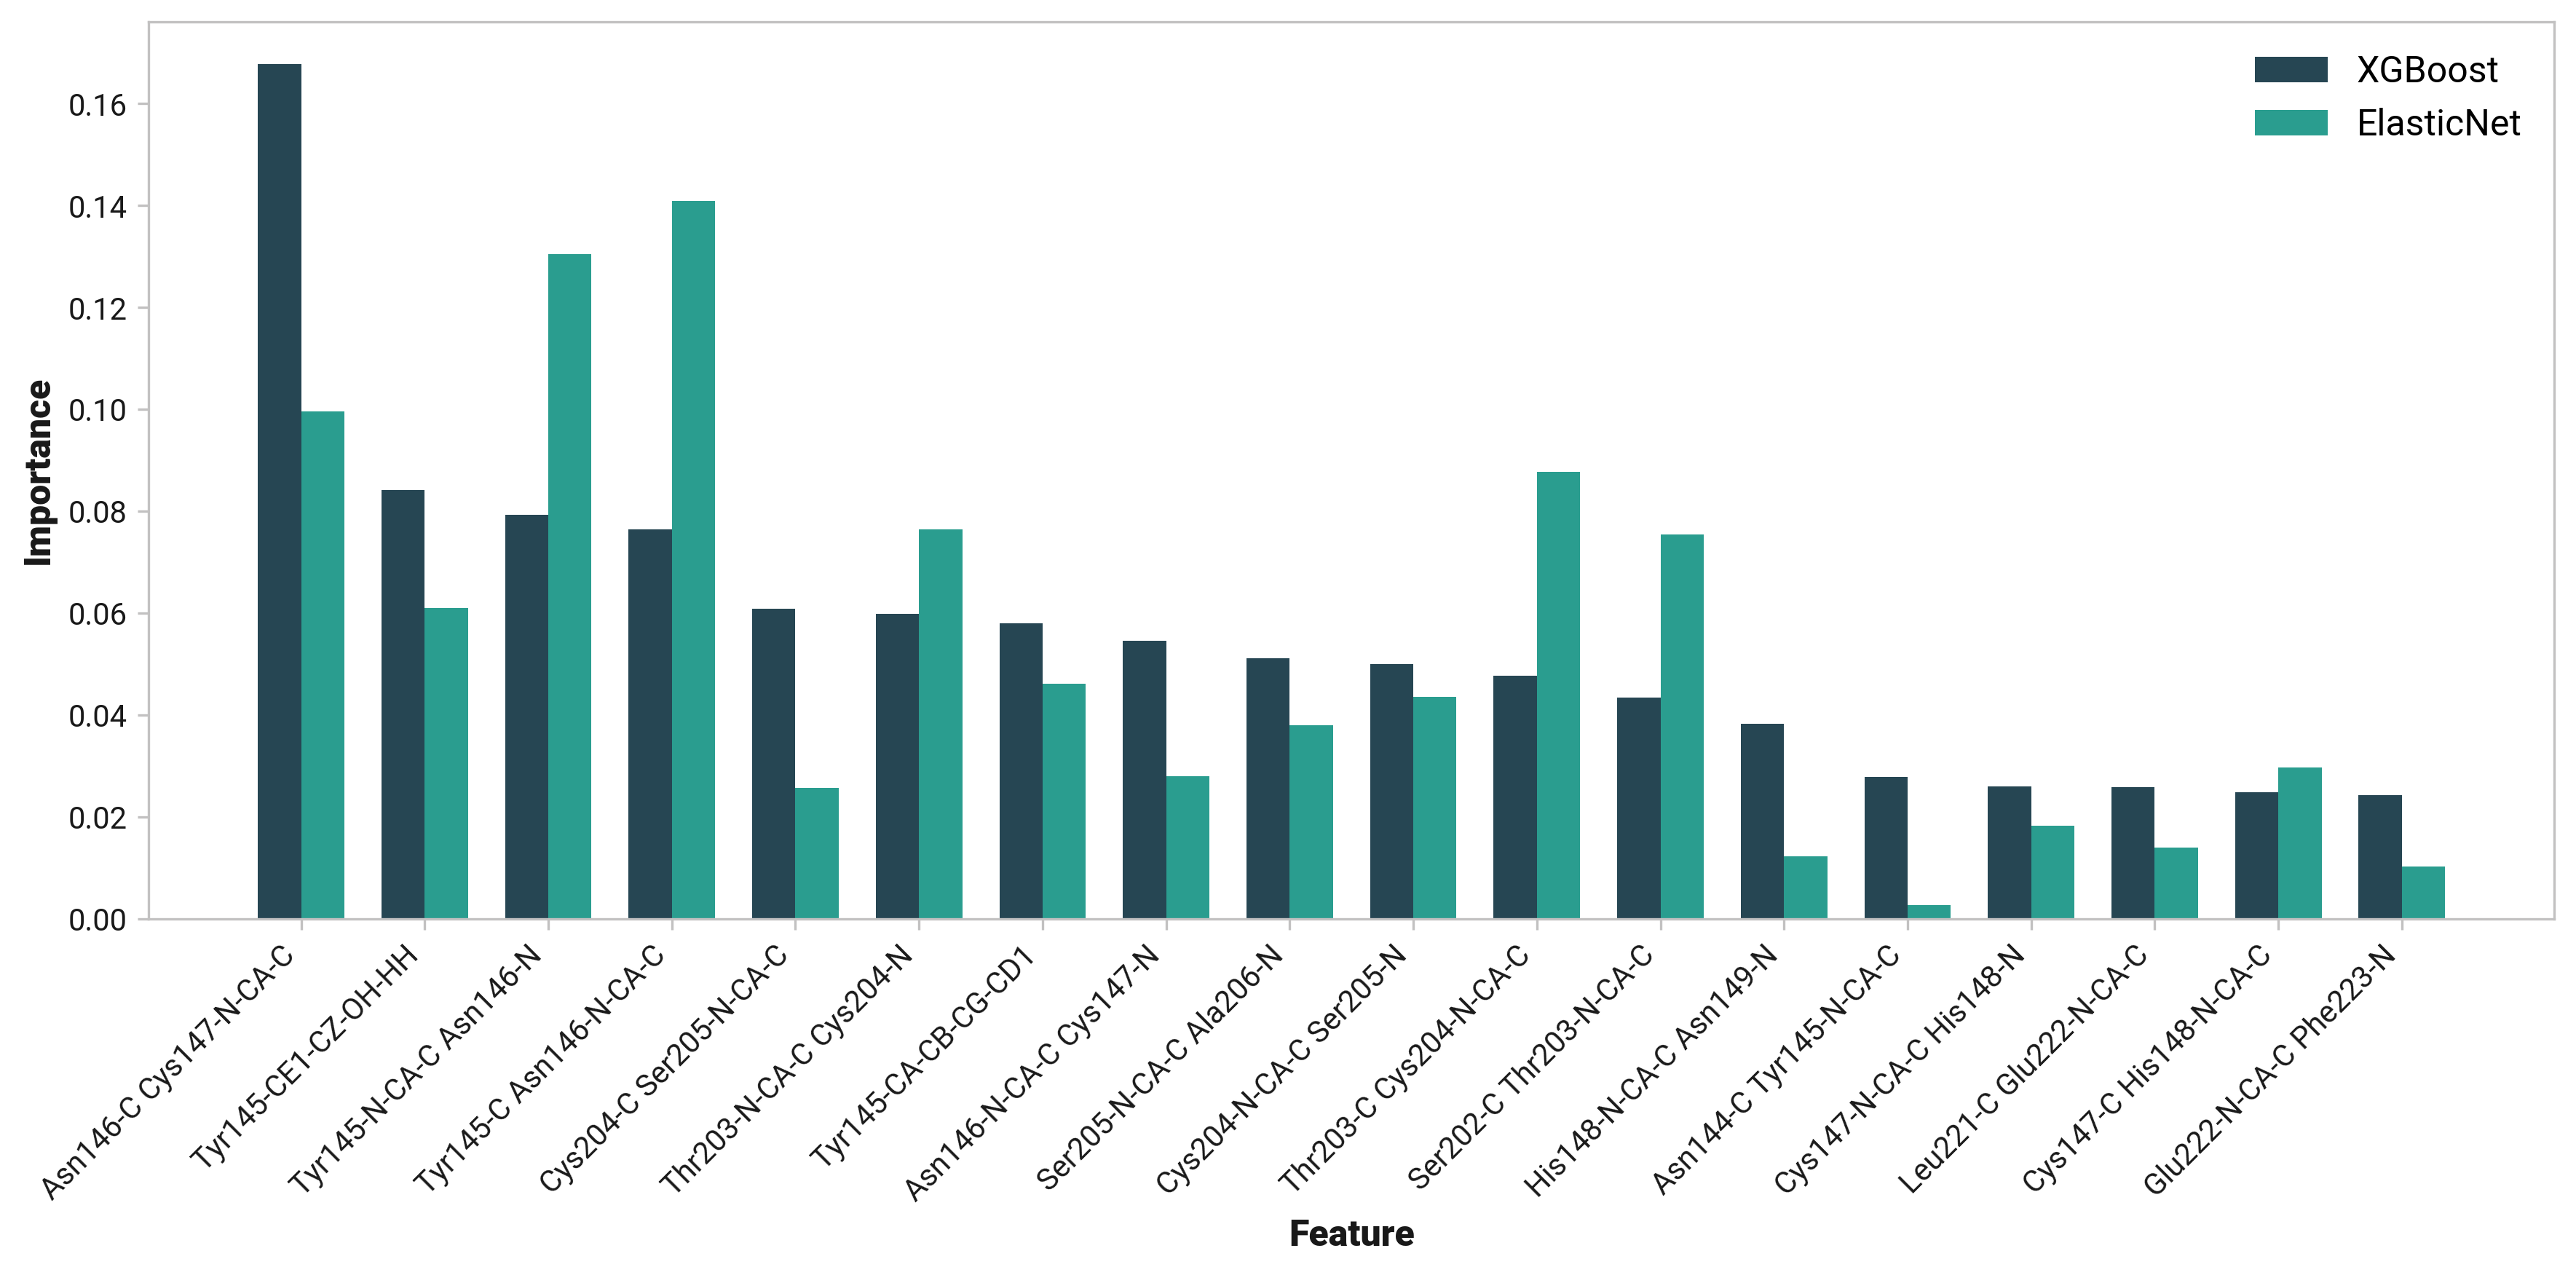 XGBoost
ElasticNet
Importance
0.16
0.14
0.12
0.10
0.08
0.06
0.04
0.02
0.00
Asn146-C Cys147-N-CA-C
Tyr145-CE1-CZ-OH-HH
Tyr145-N-CA-C Asn146-N
Tyr145-C Asn146-N-CA-C
Cys204-C Ser205-N-CA-C
Thr203-N-CA-C Cys204-N
Tyr145-CA-CB-CG-CD1
Asn146-N-CA-C Cys147-N
Ser205-N-CA-C Ala206-N
Cys204-N-CA-C Ser205-N
Thr203-C Cys204-N-CA-C
Ser202-C Thr203-N-CA-C
His148-N-CA-C Asn149-N
Asn144-C Tyr145-N-CA-C
Cys147-N-CA-C His148-N
Leu221-C Glu222-N-CA-C
Cys147-C His148-N-CA-C
Glu222-N-CA-C Phe223-N
Feature